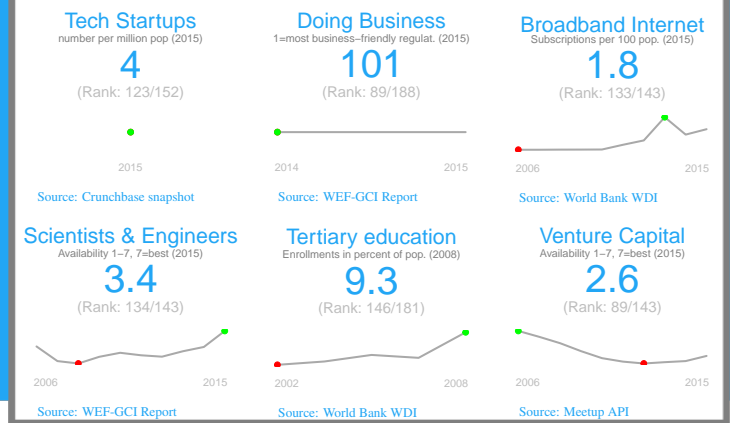 Tech Startups
number per million pop (2015)
4
(Rank: 123/152)
2015
Source: Crunchbase snapshot
Doing Business
1=most business−friendly regulat. (2015)
101
(Rank: 89/188)
2014 2015
Source: WEF-GCI Report
Broadband Internet
Subscriptions per 100 pop. (2015)
1.8
(Rank: 133/143)
2006 2015
Source: World Bank WDI
Scientists & Engineers
Availability 1−7, 7=best (2015)
3.4
(Rank: 134/143)
2006 2015
Source: WEF-GCI Report
Tertiary education
Enrollments in percent of pop. (2008)
9.3
(Rank: 146/181)
2002 2008
Source: World Bank WDI
Venture Capital
Availability 1−7, 7=best (2015)
2.6
(Rank: 89/143)
2006 2015
Source: Meetup API